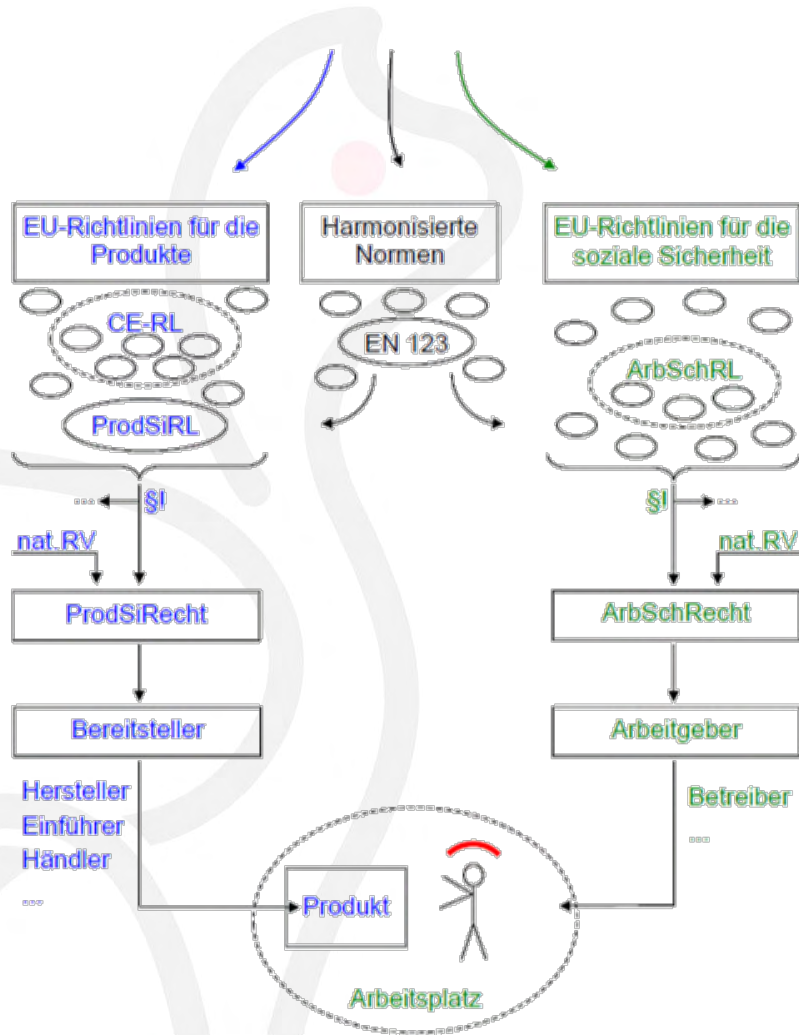 EU-Richtlinien für die
Produkte
Harmonisierte
Normen
EU-Richtlinien für die
soziale Sicherheit
CE-RL
EN 123
ArbSchRL
ProdSiRL
... §I
§I ...
nat.RV
nat.RV
ProdSiRecht
ArbSchRecht
Bereitsteller
Arbeitgeber
Hersteller
Einführer
Händler
...
Betreiber
...
Produkt
Arbeitsplatz